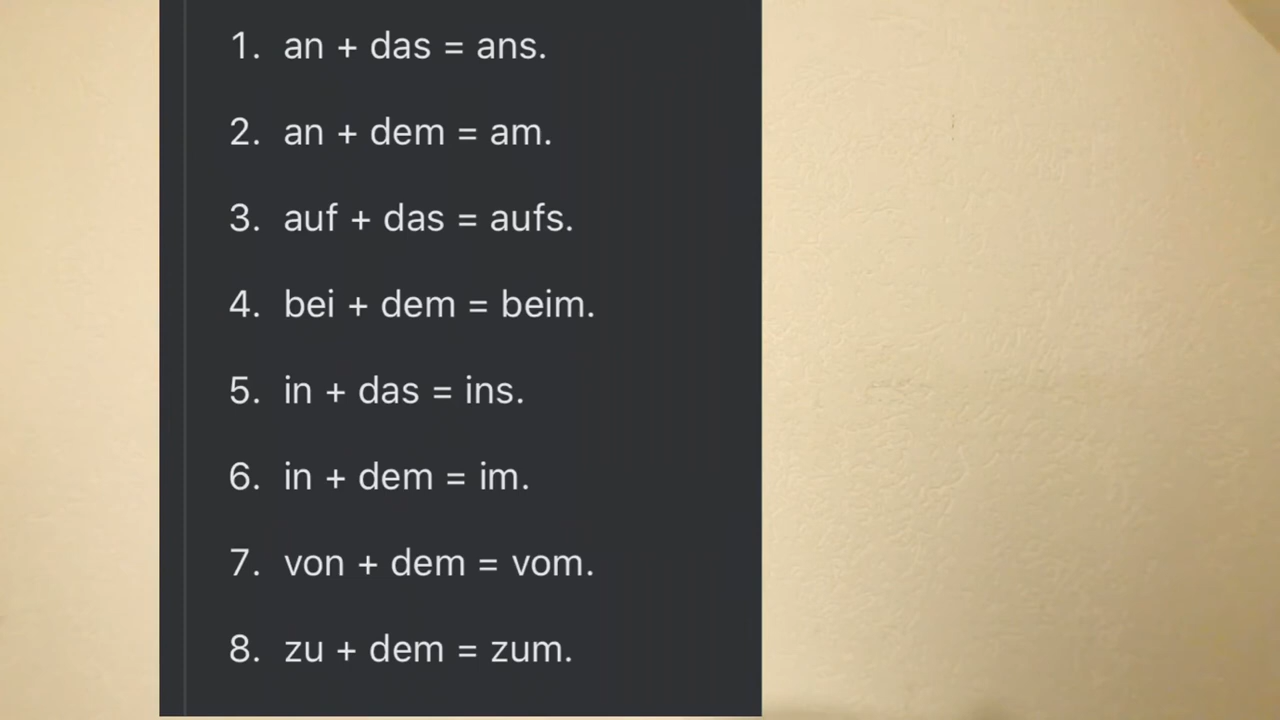 1. an + das = ans.
2. an + dem = am.
3. auf + das = aufs.
4. bei + dem = beim.
5. in + das = ins.
6. in + dem = im.
7. von + dem = vom.
8. zu + dem = zum.